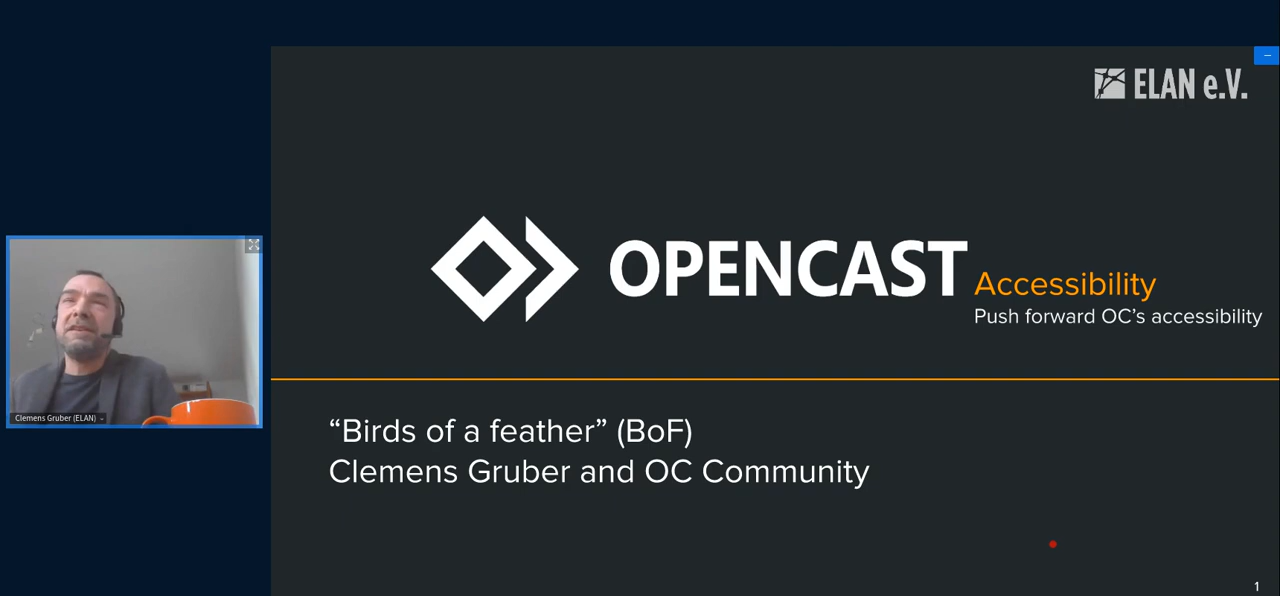 ELAN e.V.
OPENCAST
Accessibility
Push forward OC’s accessibility
“Birds of a feather” (BoF)
Clemens Gruber and OC Community
Clemens Gruber (ELAN)
1